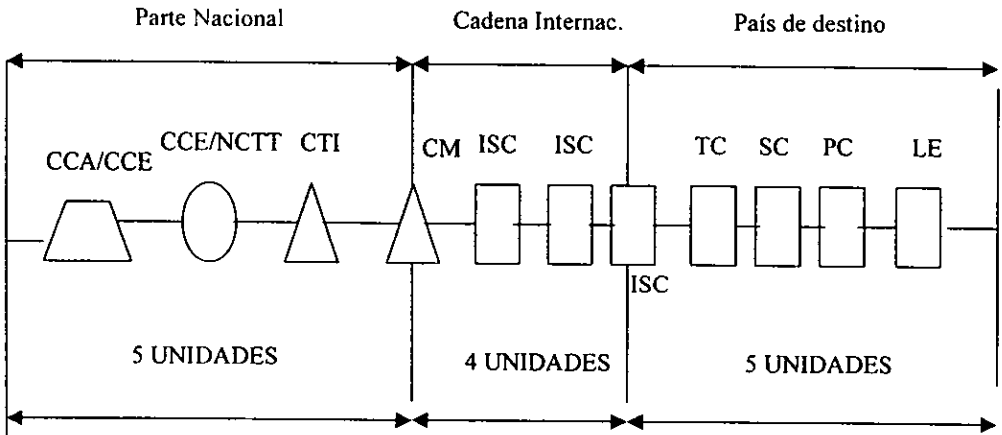 Parte Nacional
Cadena Internac.
País de destino
CCA/CCE
CCE/NCTT
CTI
CM
ISC
ISC
TC
SC
PC
LE
ISC
5 UNIDADES
4 UNIDADES
5 UNIDADES